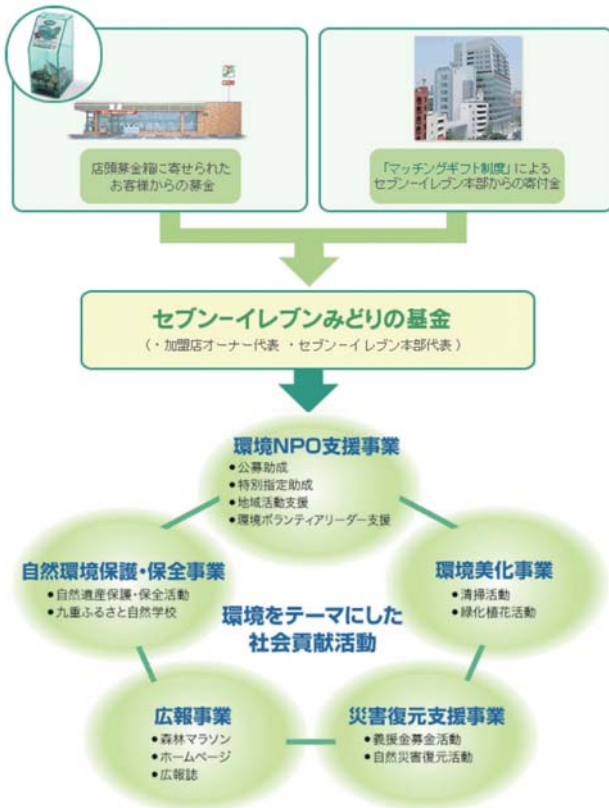 店頭募金箱に寄せられた
お客様からの募金
「マッチングギフト制度」による
セブン-イレブン本部からの寄付金
セブン-イレブンみどりの基金
(・加盟店オーナー代表 ・セブン-イレブン本部代表)
環境NPO支援事業
●公募助成
●特別指定助成
●地域活動支援
●環境ボランティアリーダー支援
自然環境保護・保全事業
●自然遺産保護・保全活動
●九重ふるさと自然学校
環境美化事業
●清掃活動
●緑化植花活動
環境をテーマにした
社会貢献活動
広報事業
●森林マラソン
●ホームページ
●広報誌
災害復元支援事業
●義援金募金活動
●自然災害復元活動